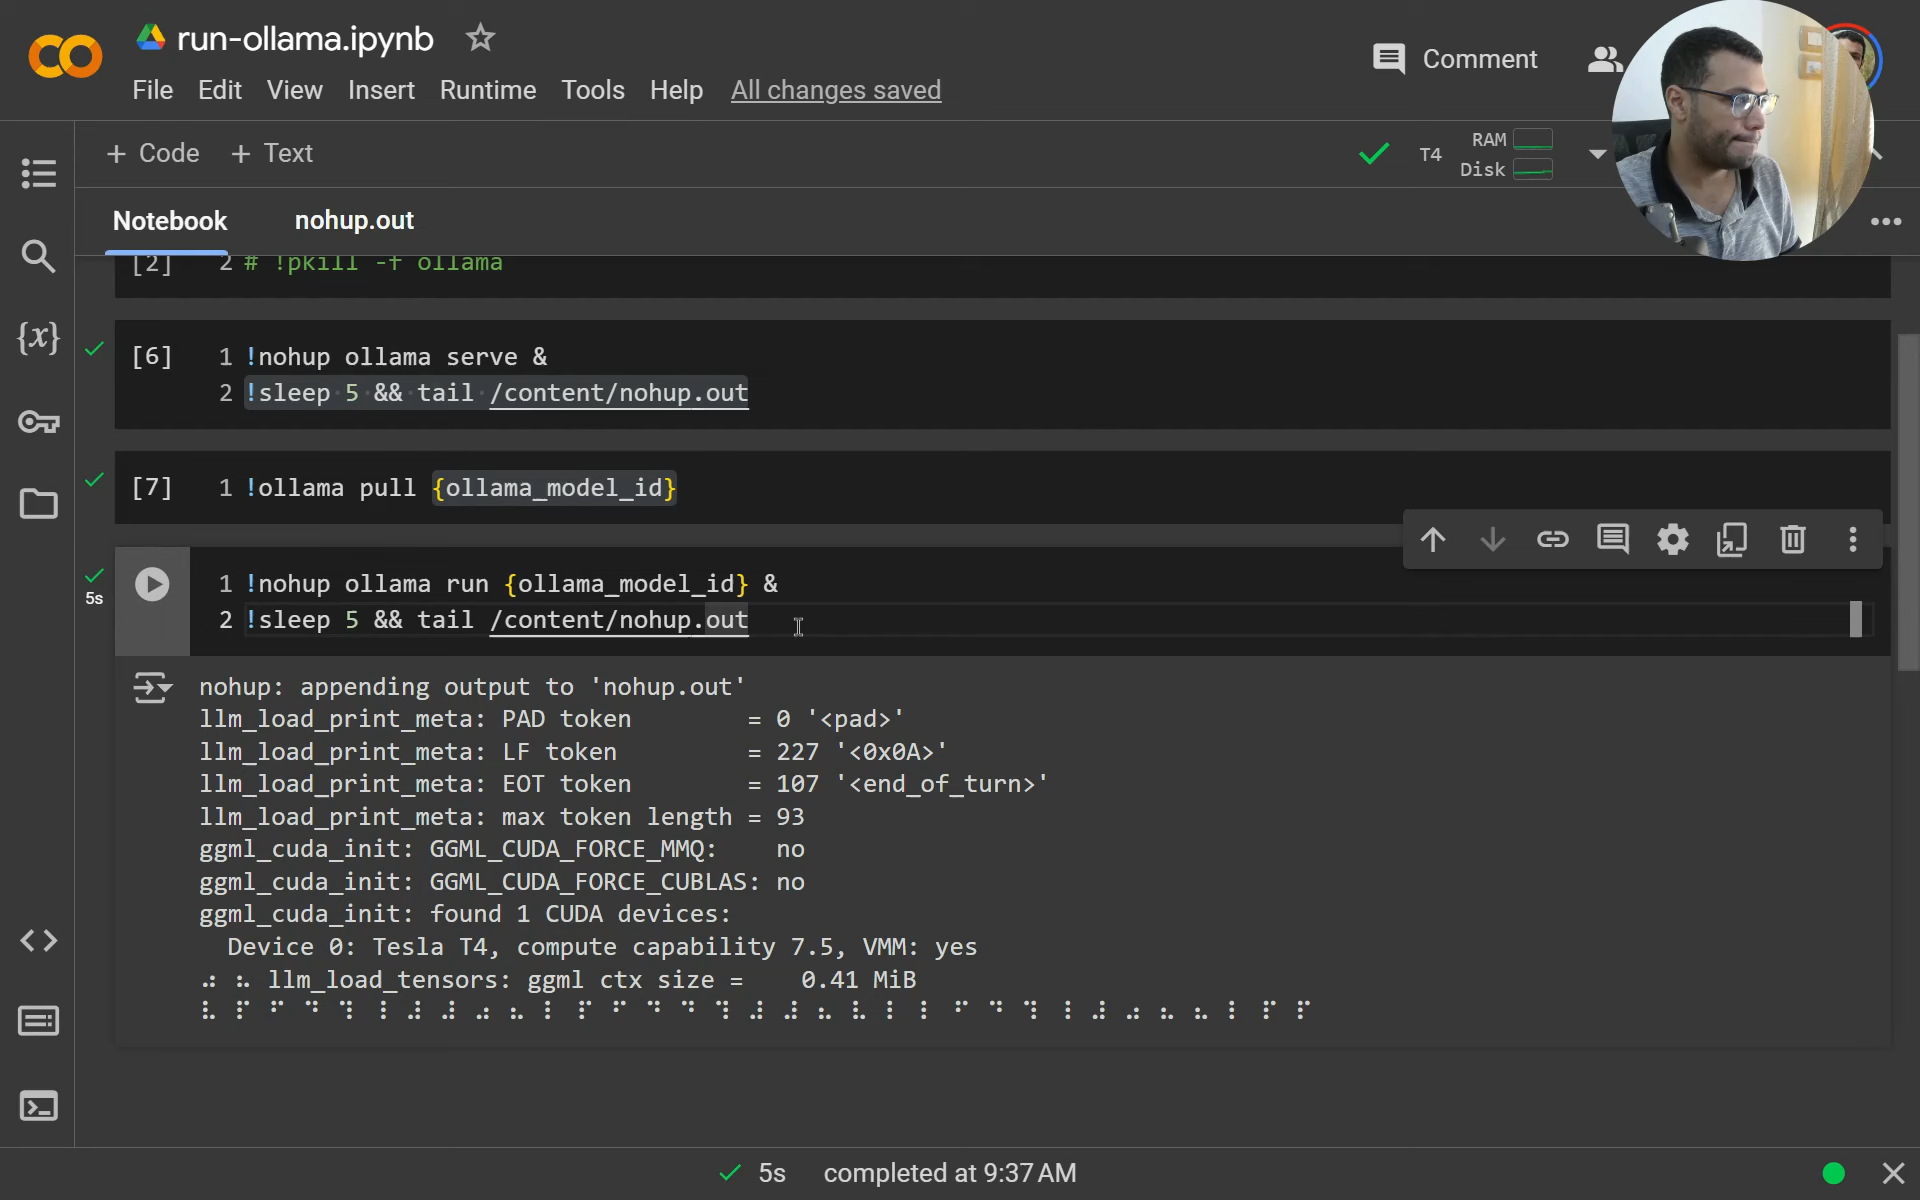 run-ollama.ipynb
Comment
File Edit View Insert Runtime Tools Help All changes saved
+ Code + Text
T4
RAM
Disk
Notebook nohup.out
[2] 2 # !pkill -f ollama
[6] 1 !nohup ollama serve &
2 !sleep 5 && tail /content/nohup.out
[7] 1 !ollama pull {ollama_model_id}
1 !nohup ollama run {ollama_model_id} &
5s
2 !sleep 5 && tail /content/nohup.out
nohup: appending output to 'nohup.out'
llm_load_print_meta: PAD token = 0 '<pad>'
llm_load_print_meta: LF token = 227 '<0x0A>'
llm_load_print_meta: EOT token = 107 '<end_of_turn>'
llm_load_print_meta: max token length = 93
ggml_cuda_init: GGML_CUDA_FORCE_MMQ: no
ggml_cuda_init: GGML_CUDA_FORCE_CUBLAS: no
ggml_cuda_init: found 1 CUDA devices:
Device 0: Tesla T4, compute capability 7.5, VMM: yes
llm_load_tensors: ggml ctx size = 0.41 MiB
5s completed at 9:37 AM